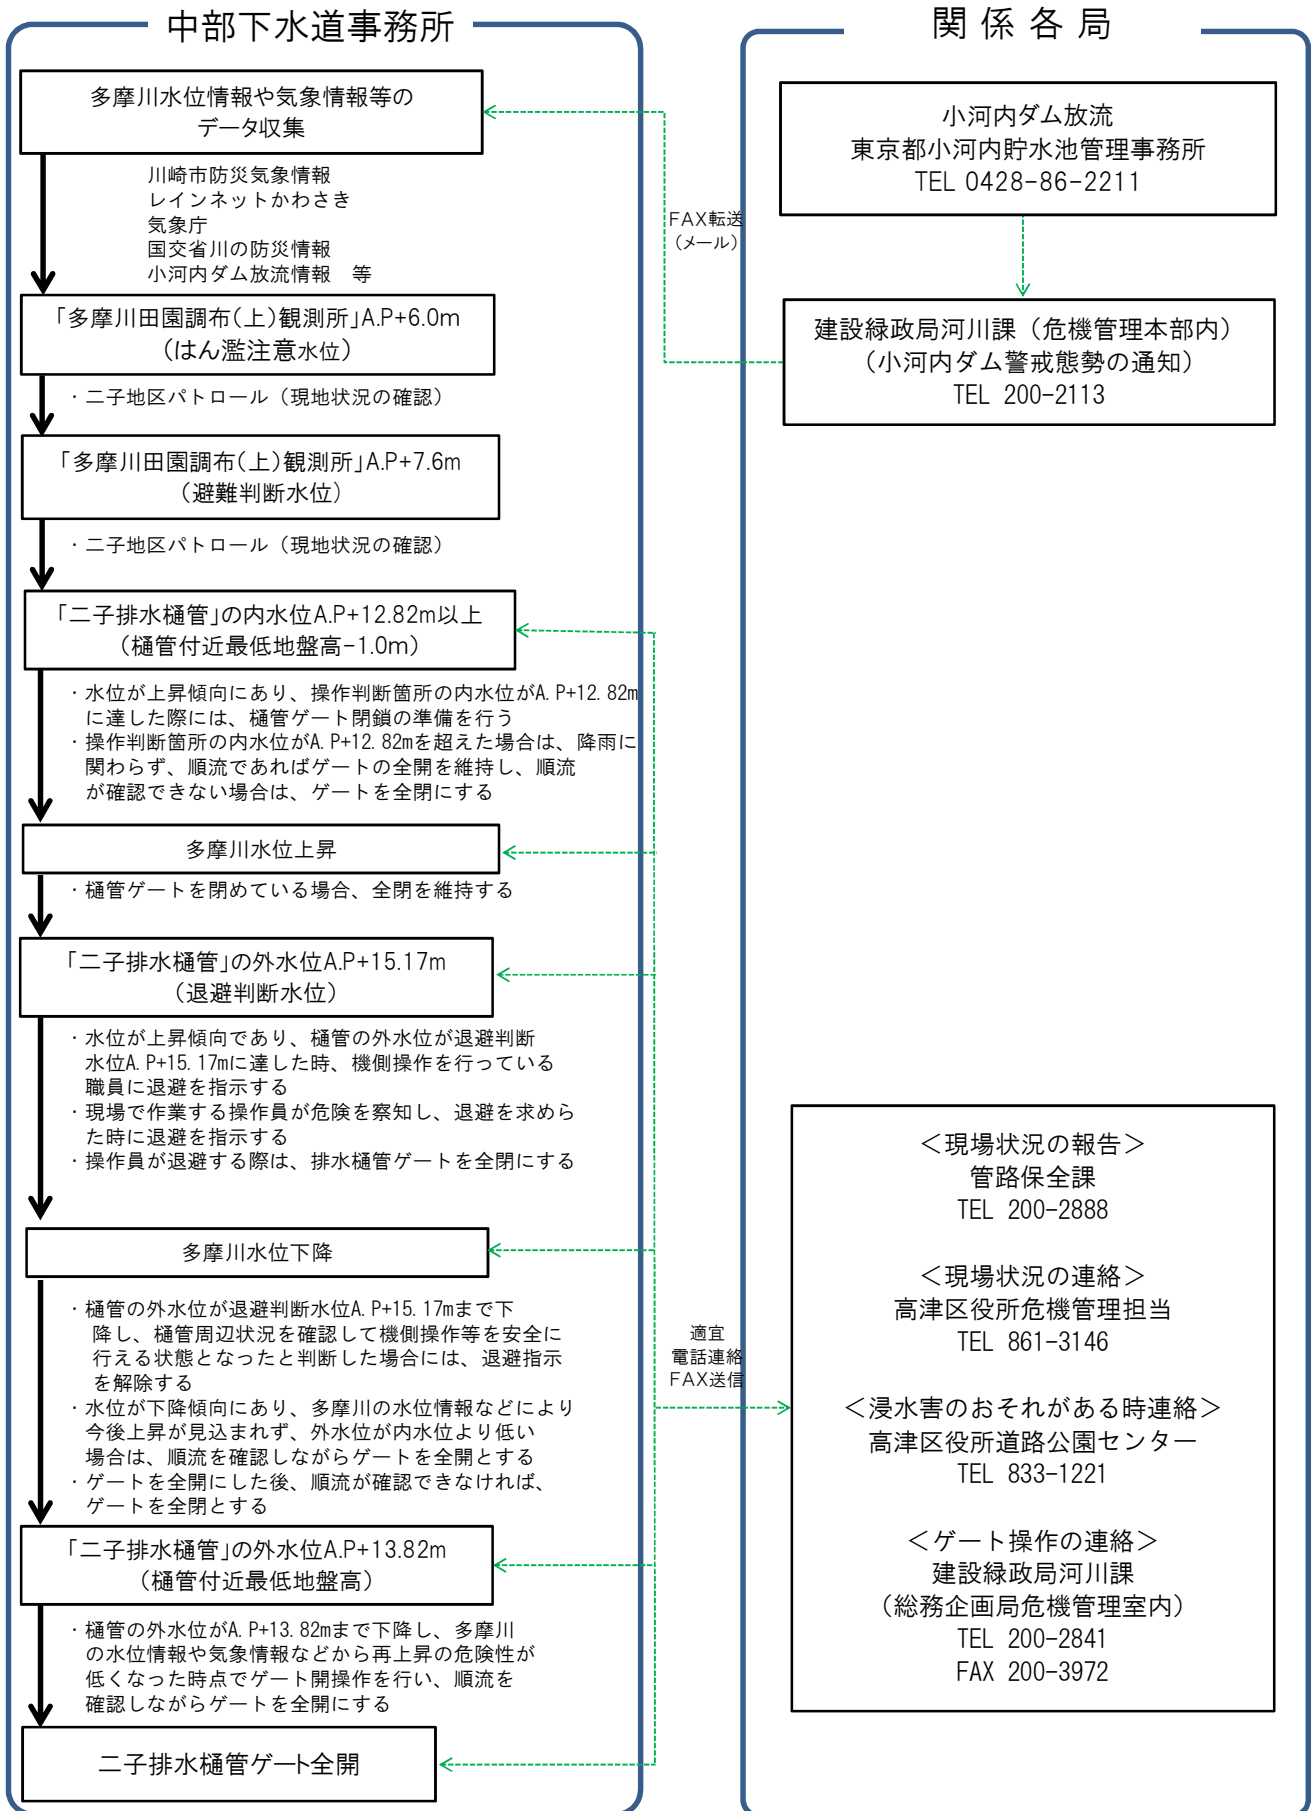 中部下水道事務所
多摩川水位情報や気象情報等の
データ収集
川崎市防災気象情報
レインネットかわさき
気象庁
国交省川の防災情報
小河内ダム放流情報　等
「多摩川田園調布(上)観測所」A.P+6.0m
（はん濫注意水位）
・二子地区パトロール（現地状況の確認）
「多摩川田園調布(上)観測所」A.P+7.6m
（避難判断水位）
・二子地区パトロール（現地状況の確認）
「二子排水樋管」の内水位A.P+12.82m以上
（樋管付近最低地盤高-1.0m）
・水位が上昇傾向にあり、操作判断箇所の内水位がA.P+12.82m
に達した際には、樋管ゲート閉鎖の準備を行う
・操作判断箇所の内水位がA.P+12.82mを超えた場合は、降雨に
関わらず、順流であればゲートの全開を維持し、順流
が確認できない場合は、ゲートを全閉にする
多摩川水位上昇
・樋管ゲートを閉めている場合、全閉を維持する
「二子排水樋管」の外水位A.P+15.17m
（退避判断水位）
・水位が上昇傾向であり、樋管の外水位が退避判断
水位A.P+15.17mに達した時、機側操作を行っている
職員に退避を指示する
・現場で作業する操作員が危険を察知し、退避を求めら
た時に退避を指示する
・操作員が退避する際は、排水樋管ゲートを全閉にする
多摩川水位下降
・樋管の外水位が退避判断水位A.P+15.17mまで下
降し、樋管周辺状況を確認して機側操作等を安全に
行える状態となったと判断した場合には、退避指示
を解除する
・水位が下降傾向にあり、多摩川の水位情報などにより
今後上昇が見込まれず、外水位が内水位より低い
場合は、順流を確認しながらゲートを全開とする
・ゲートを全開にした後、順流が確認できなければ、
ゲートを全閉とする
「二子排水樋管」の外水位A.P+13.82m
（樋管付近最低地盤高）
・樋管の外水位がA.P+13.82mまで下降し、多摩川
の水位情報や気象情報などから再上昇の危険性が
低くなった時点でゲート開操作を行い、順流を
確認しながらゲートを全開にする
二子排水樋管ゲート全開
FAX転送
（メール）
適宜
電話連絡
FAX送信
関係各局
小河内ダム放流
東京都小河内貯水池管理事務所
TEL 0428-86-2211
建設緑政局河川課（危機管理本部内）
（小河内ダム警戒態勢の通知）
TEL 200-2113
＜現場状況の報告＞
管路保全課
TEL 200-2888
＜現場状況の連絡＞
高津区役所危機管理担当
TEL 861-3146
＜浸水害のおそれがある時連絡＞
高津区役所道路公園センター
TEL 833-1221
＜ゲート操作の連絡＞
建設緑政局河川課
（総務企画局危機管理室内）
TEL 200-2841
FAX 200-3972